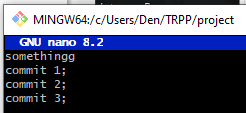 MINGW64:/c/Users/Den/TRPP/project
GNU nano 8.2
somethingg
commit 1;
commit 2;
commit 3;